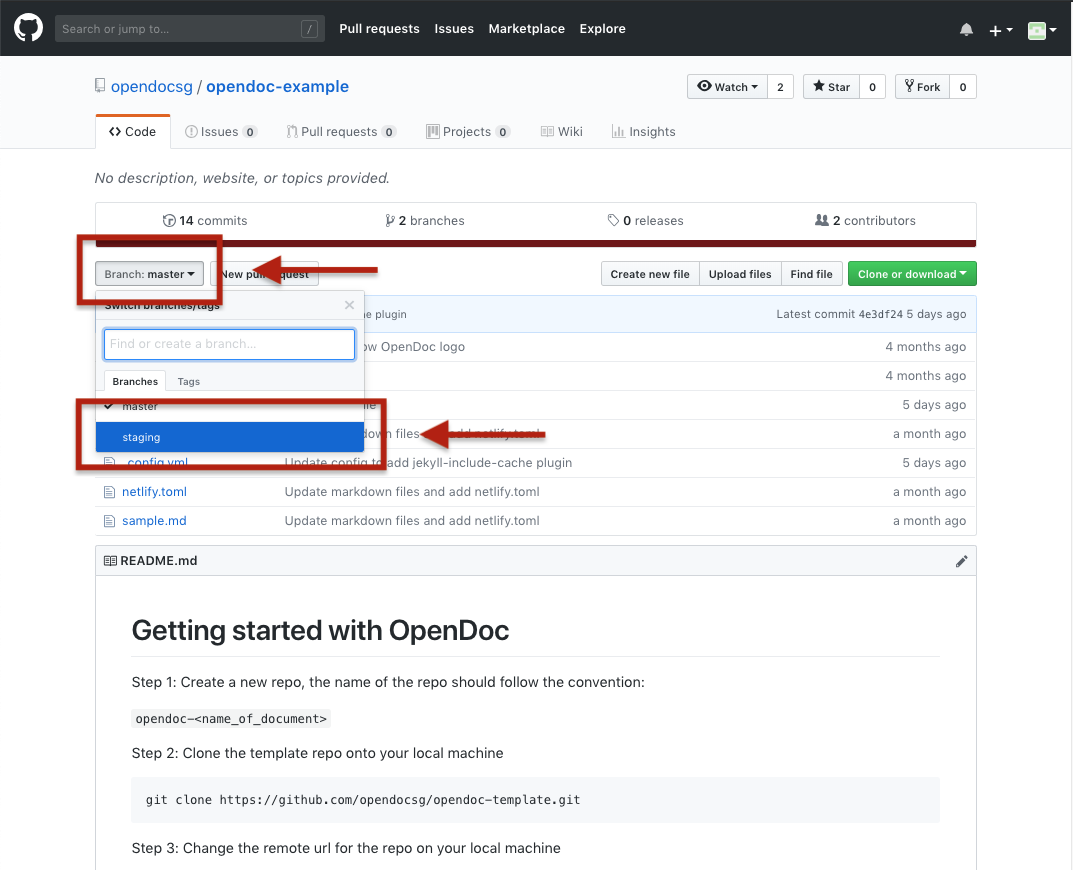 Search or jump to... / Pull requests Issues Marketplace Explore
opendocsg / opendoc-example Watch 2 Star 0 Fork 0
Code Issues 0 Pull requests 0 Projects 0 Wiki Insights
No description, website, or topics provided.
14 commits 2 branches 0 releases 2 contributors
Branch: master New pull request Create new file Upload files Find file Clone or download
Switch branches/tags
plugin Latest commit 4e3df24 5 days ago
Find or create a branch... OpenDoc logo 4 months ago
4 months ago
Branches Tags
master 5 days ago
staging files add netlify.toml a month ago
_config.yml Update config to add jekyll-include-cache plugin 5 days ago
netlify.toml Update markdown files and add netlify.toml a month ago
sample.md Update markdown files and add netlify.toml a month ago
README.md
Getting started with OpenDoc
Step 1: Create a new repo, the name of the repo should follow the convention:
opendoc-<name_of_document>
Step 2: Clone the template repo onto your local machine
git clone https://github.com/opendocsg/opendoc-template.git
Step 3: Change the remote url for the repo on your local machine